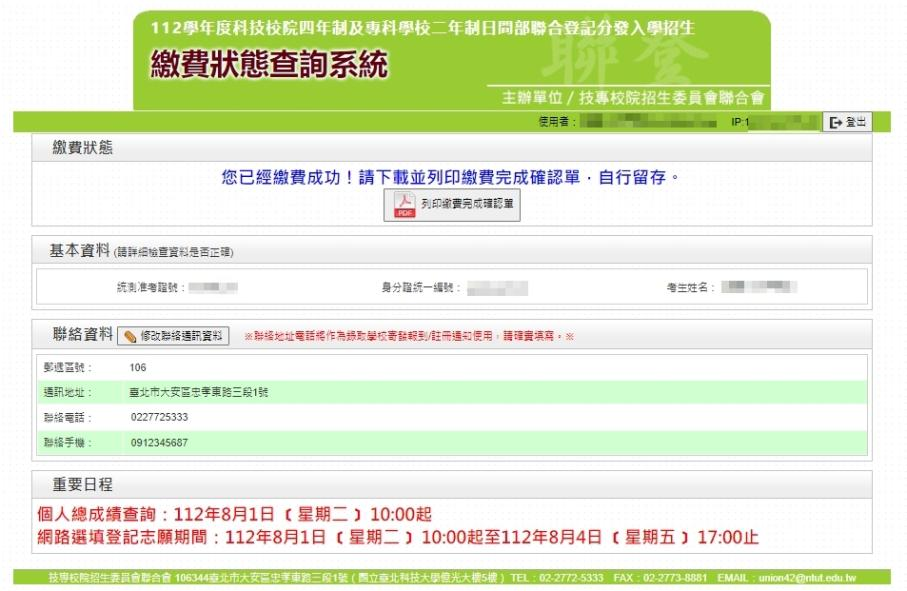 112學年度科技校院四年制及專科學校二年制日間部聯合登記分發入學招生
聯登
繳費狀態查詢系統
主辦單位 / 技專校院招生委員會聯合會
使用者： IP:1 登出
繳費狀態
您已經繳費成功！請下載並列印繳費完成確認單，自行留存。
PDF 列印繳費完成確認單
基本資料 (請詳細檢查資料是否正確)
統測准考證號： 身分證統一編號： 考生姓名：
聯絡資料 修改聯絡通訊資料 ※聯絡地址電話將作為錄取學校寄發報到/註冊通知使用，請確實填寫。※
郵遞區號： 106
通訊地址： 臺北市大安區忠孝東路三段1號
聯絡電話： 0227725333
聯絡手機： 0912345687
重要日程
個人總成績查詢：112年8月1日（星期二）10:00起
網路選填登記志願期間：112年8月1日（星期二）10:00起至112年8月4日（星期五）17:00止
技專校院招生委員會聯合會 106344臺北市大安區忠孝東路三段1號 ( 國立臺北科技大學億光大樓5樓 ) TEL：02-2772-5333 FAX：02-2773-8881 EMAIL：union42@ntut.edu.tw